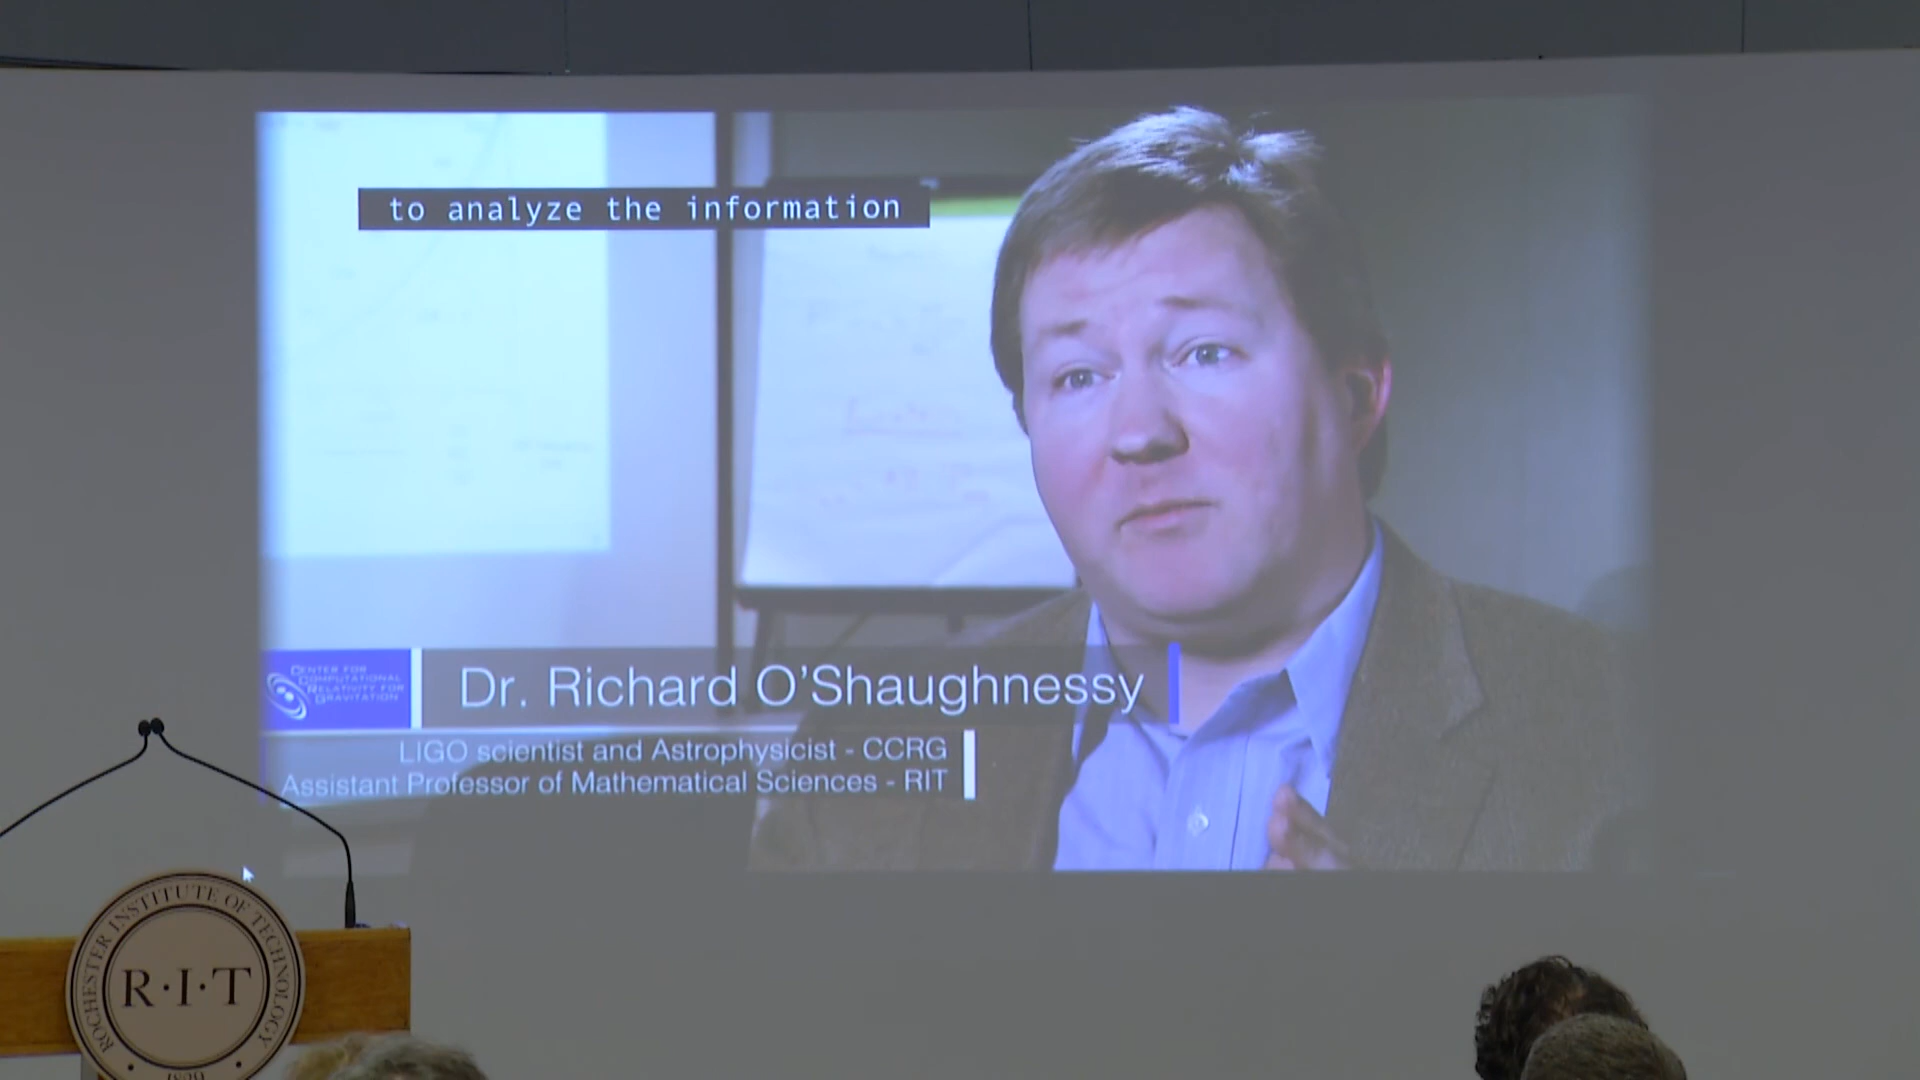 to analyze the information
CENTER FOR
COMPUTATIONAL
RELATIVITY FOR
GRAVITATION
Dr. Richard O'Shaughnessy
LIGO scientist and Astrophysicist - CCRG
Assistant Professor of Mathematical Sciences - RIT
ROCHESTER INSTITUTE OF TECHNOLOGY
R·I·T